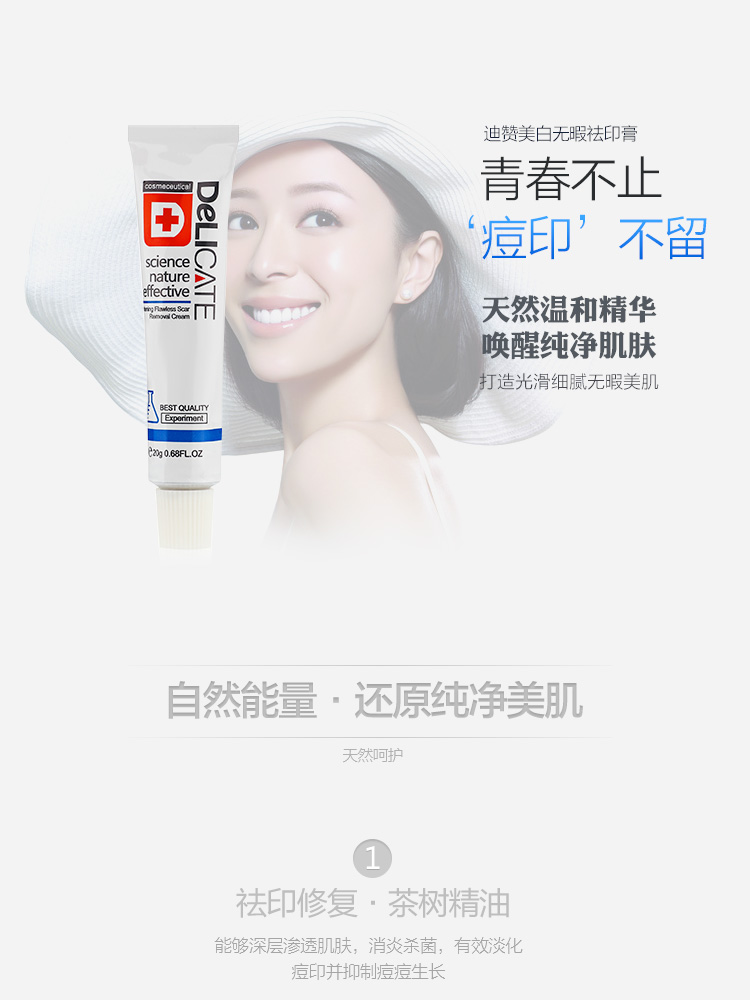 迪赞美白无暇祛印膏
青春不止
‘痘印’不留
天然温和精华
唤醒纯净肌肤
打造光滑细腻无暇美肌
cosmeceutical
DeLICATE
science
nature
effective
Flawless Scar
Removal Cream
BEST QUALITY
Experiment
20g 0.68FL.OZ
自然能量·还原纯净美肌
天然呵护
1
祛印修复·茶树精油
能够深层渗透肌肤，消炎杀菌，有效淡化
痘印并抑制痘痘生长